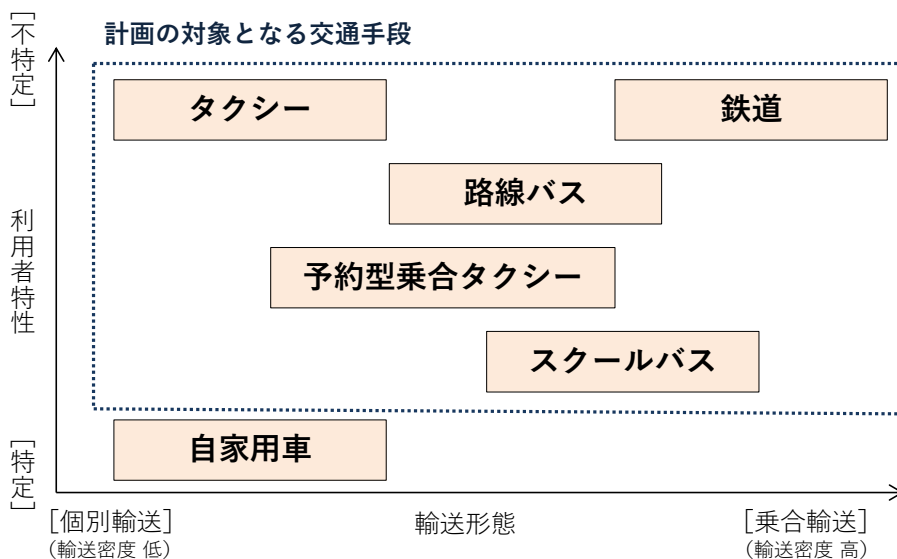 計画の対象となる交通手段
[不特定]
利用者特性
[特定]
タクシー
鉄道
路線バス
予約型乗合タクシー
スクールバス
自家用車
[個別輸送]
(輸送密度 低)
輸送形態
[乗合輸送]
(輸送密度 高)